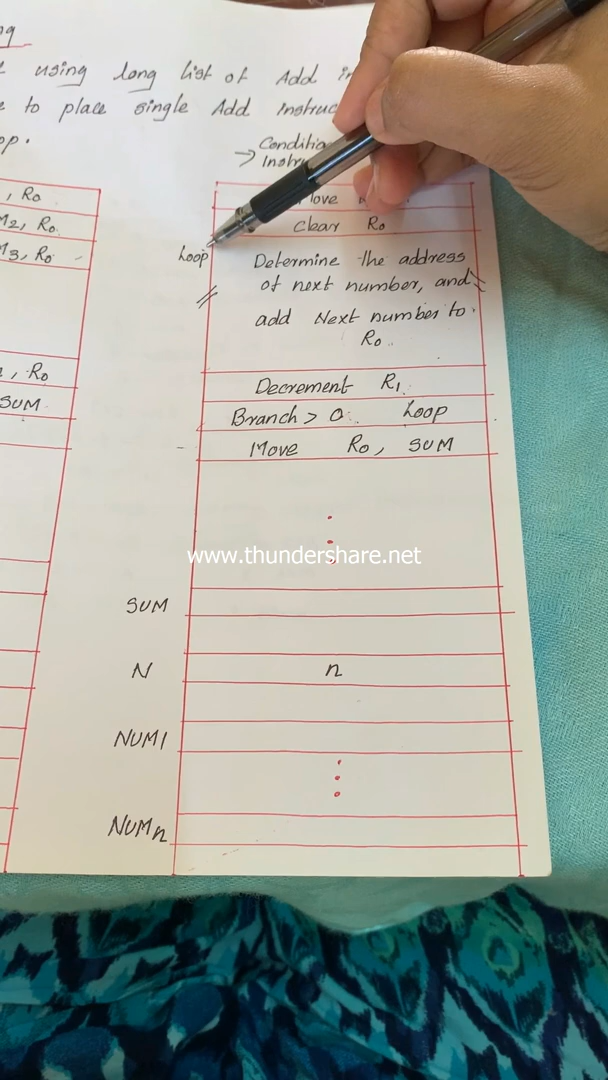 using long list of Add
to place single Add instruc
op.
Conditio
→ Instru
, R0
M2, R0
M3, R0
, R0
SUM
Move
Clear R0
Loop
Determine the address
of next number, and
add Next number to
R0
Decrement R1
Branch > 0 Loop
Move R0, SUM
www.thundershare.net
SUM
N n
NUM1
NUMn